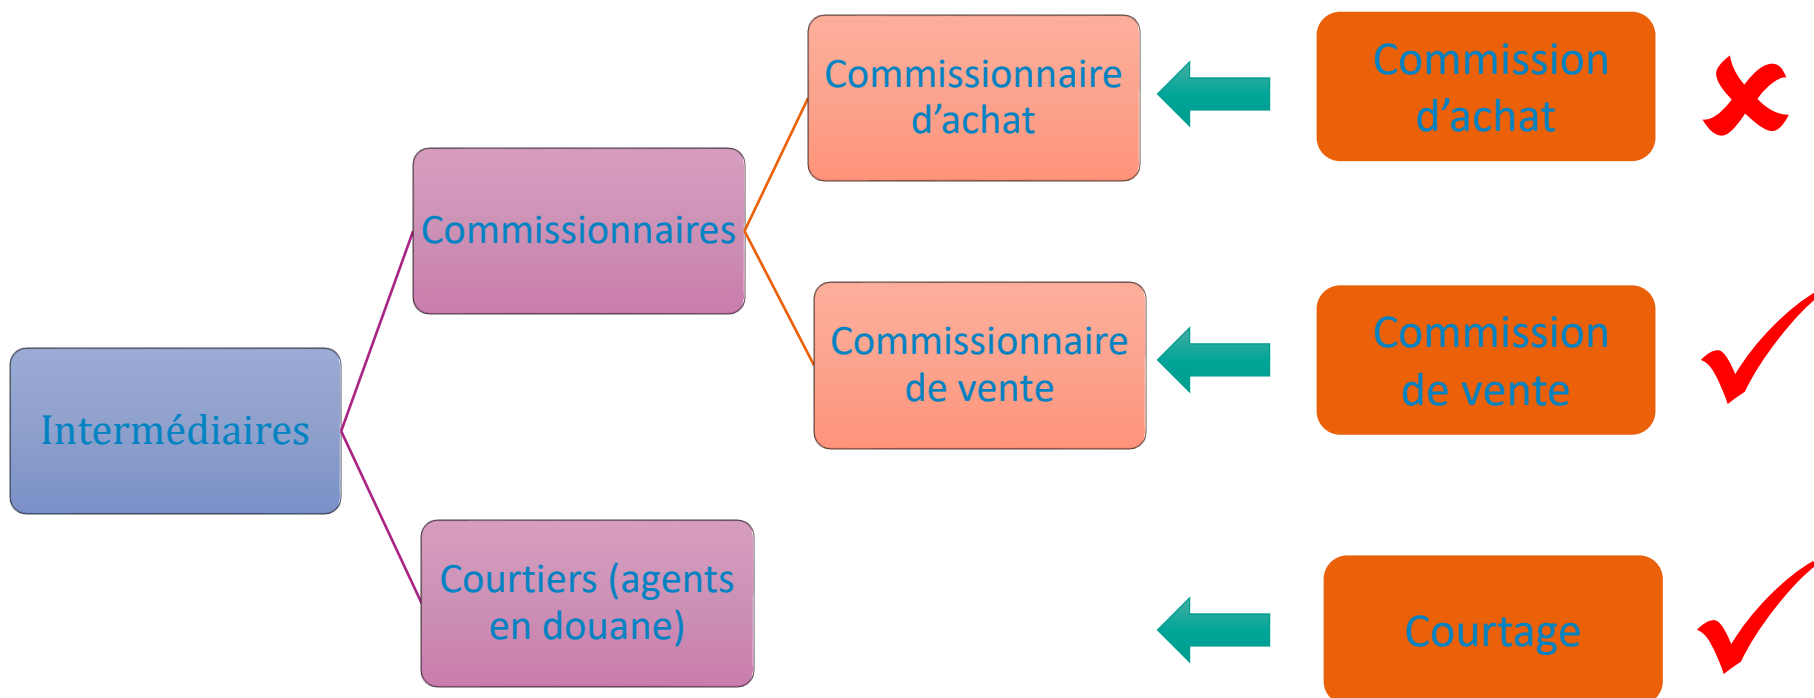 Intermédiaires
Commissionnaires
Courtiers (agents
en douane)
Commissionnaire
d’achat
Commissionnaire
de vente
Commission
d’achat
Commission
de vente
Courtage